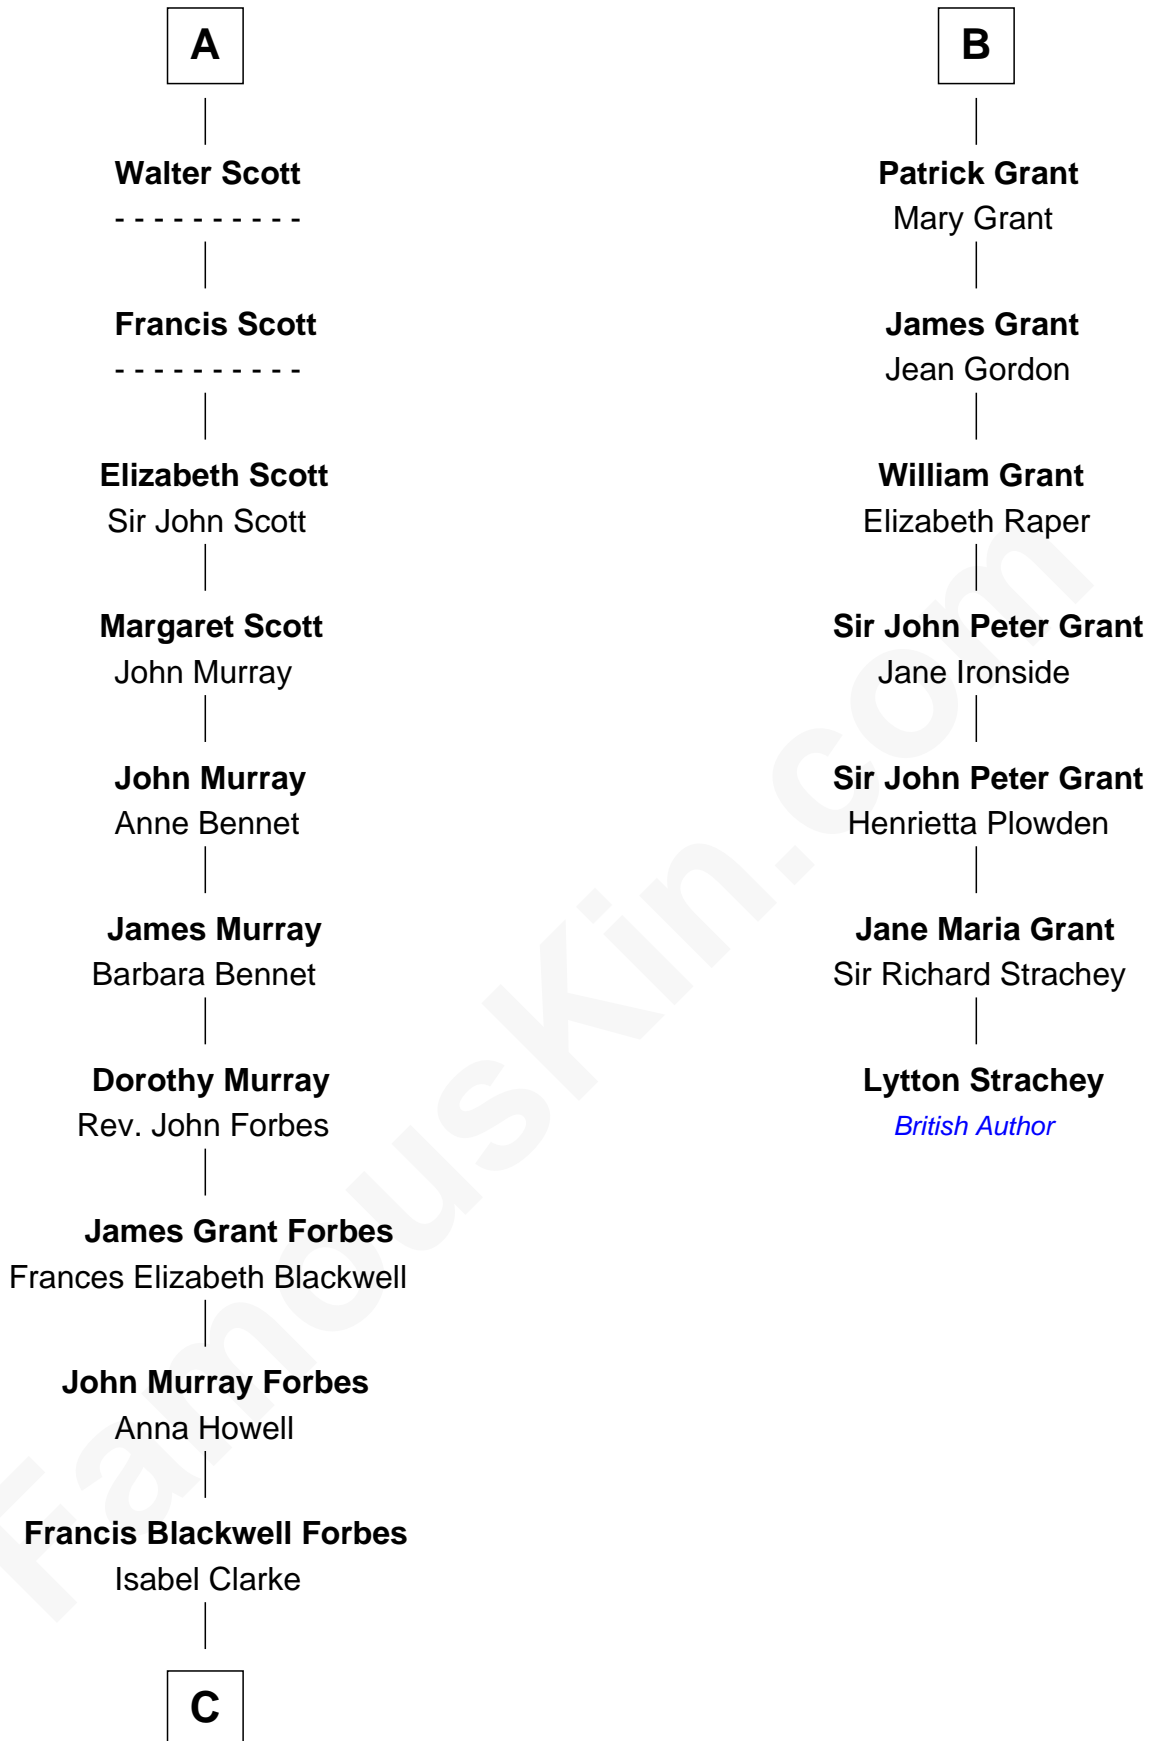 A
Walter Scott
- - - - - - - - - -
Francis Scott
- - - - - - - - - -
Elizabeth Scott
Sir John Scott
Margaret Scott
John Murray
John Murray
Anne Bennet
James Murray
Barbara Bennet
Dorothy Murray
Rev. John Forbes
James Grant Forbes
Frances Elizabeth Blackwell
John Murray Forbes
Anna Howell
Francis Blackwell Forbes
Isabel Clarke
C
B
Patrick Grant
Mary Grant
James Grant
Jean Gordon
William Grant
Elizabeth Raper
Sir John Peter Grant
Jane Ironside
Sir John Peter Grant
Henrietta Plowden
Jane Maria Grant
Sir Richard Strachey
Lytton Strachey
British Author
FamousKin.com